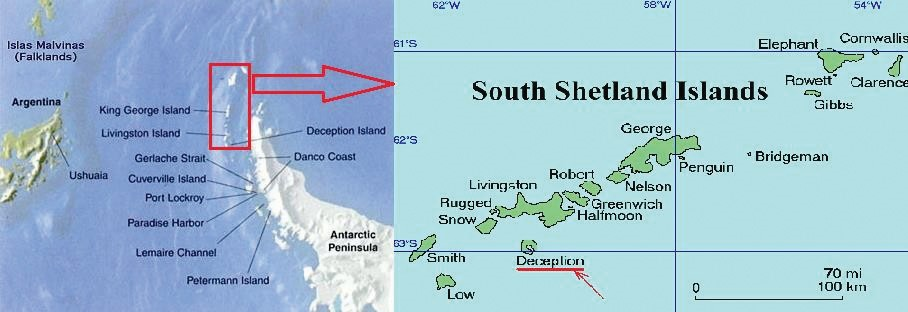 Islas Malvinas
(Falklands)
Argentina
Ushuaia
King George Island
Livingston Island
Deception Island
Gerlache Strait
Danco Coast
Cuverville Island
Port Lockroy
Paradise Harbor
Lemaire Channel
Petermann Island
Antarctic
Peninsula
62°W
58°W
54°W
61°S
62°S
63°S
South Shetland Islands
Elephant
Cornwallis
Rowett
Clarence
Gibbs
George
Penguin
Bridgeman
Nelson
Robert
Greenwich
Halfmoon
Livingston
Rugged
Snow
Smith
Deception
Low
70 mi
0
100 km